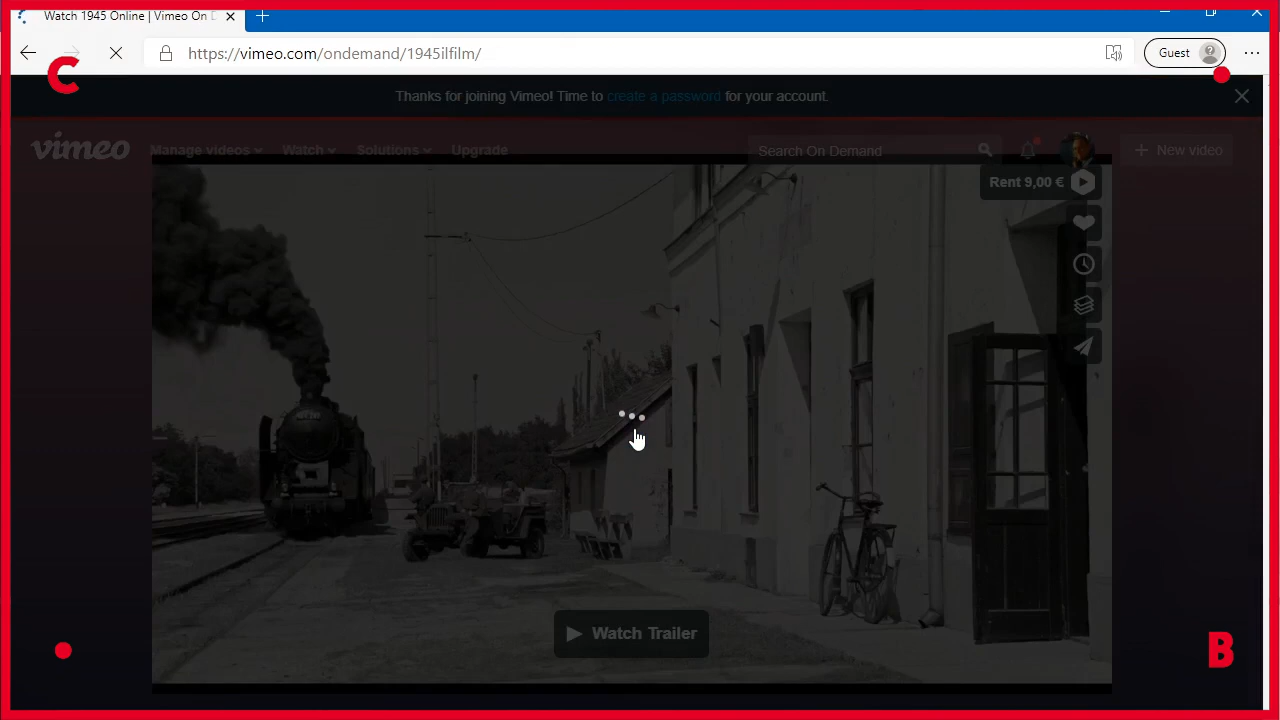 Watch 1945 Online | Vimeo On D
https://vimeo.com/ondemand/1945ilfilm/
Guest
C
Thanks for joining Vimeo! Time to create a password for your account.
vimeo Manage videos Watch Solutions Upgrade Search On Demand + New video
Rent 9,00 €
Watch Trailer
B